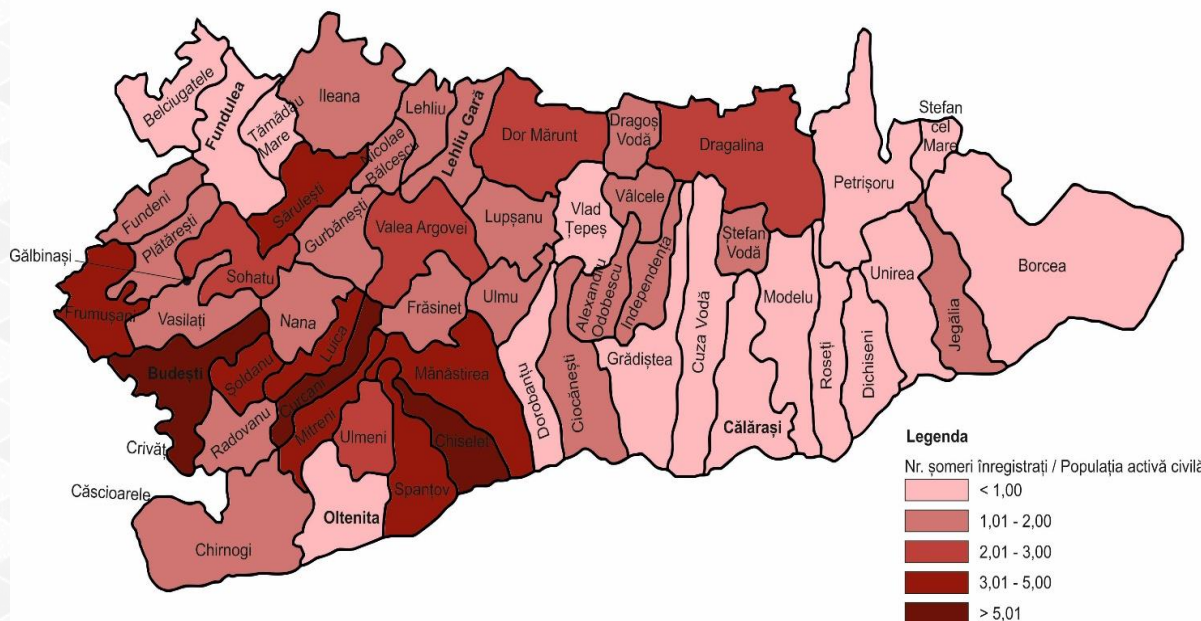 Belciugatele
Fundulea
Tămădău
Mare
Ileana
Lehliu
Nicolae
Bălcescu
Lehliu Gară
Dor Mărunt
Dragoș
Vodă
Dragalina
Stefan
cel
Mare
Petrișoru
Fundeni
Plătărești
Sărulești
Gurbănești
Valea Argovei
Lupșanu
Vlad
Țepeș
Vâlcele
Ștefan
Vodă
Gălbinași
Sohatu
Unirea
Borcea
Frumușani
Vasilați
Nana
Frăsinet
Ulmu
Alexandru
Odobescu
Independența
Modelu
Jegălia
Budești
Șoldanu
Luica
Curcani
Mânăstirea
Dorobanțu
Ciocănești
Grădiștea
Cuza Vodă
Roseți
Dichiseni
Radovanu
Mitreni
Ulmeni
Chiselet
Călărași
Crivăț
Căscioarele
Spanțov
Oltenita
Chirnogi
Legenda
Nr. șomeri înregistrați / Populația activă civilă
< 1,00
1,01 - 2,00
2,01 - 3,00
3,01 - 5,00
> 5,01